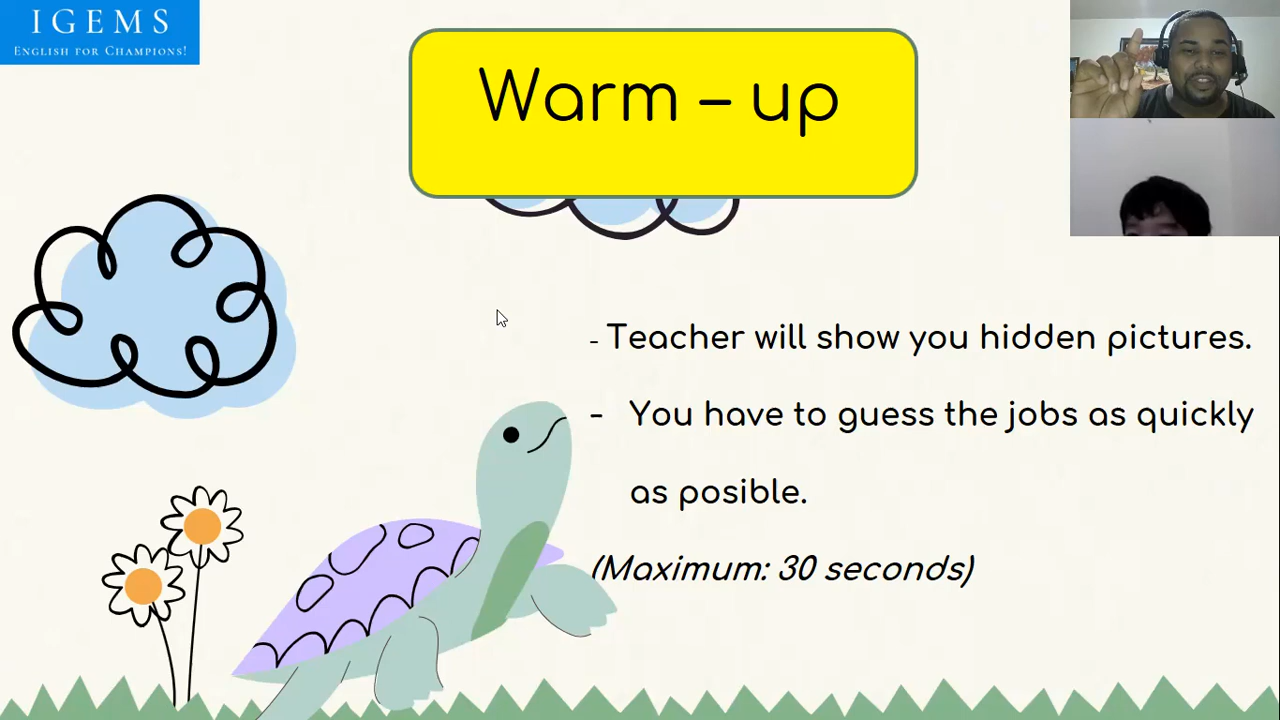 IGEMS
ENGLISH FOR CHAMPIONS!
Warm – up
- Teacher will show you hidden pictures.
- You have to guess the jobs as quickly
as posible.
(Maximum: 30 seconds)